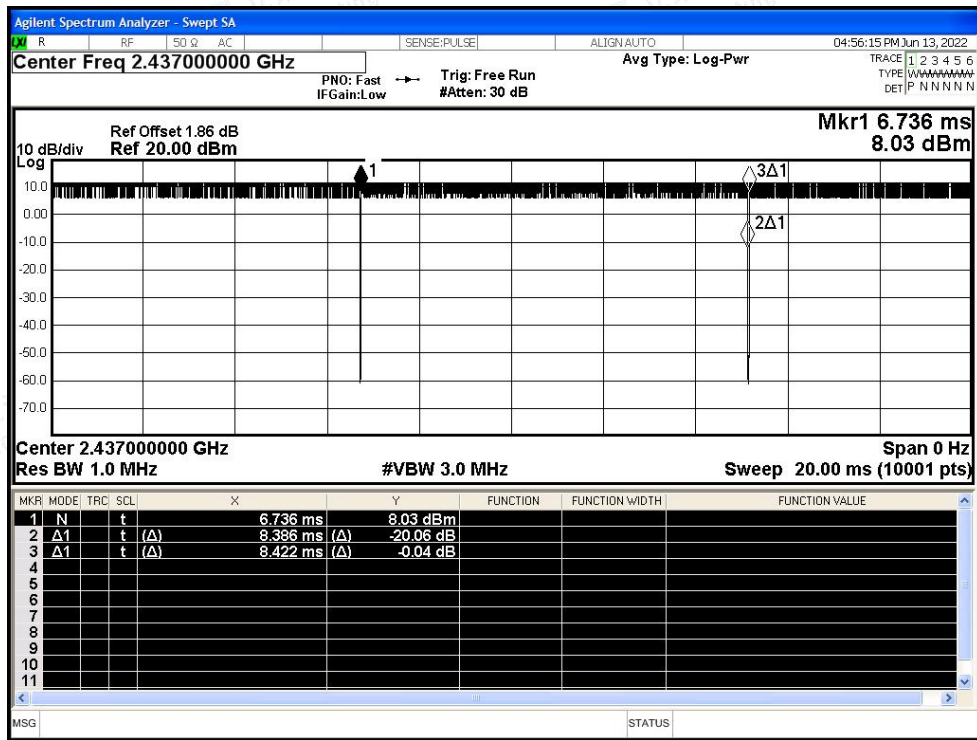 Agilent Spectrum Analyzer - Swept SA
LXI R RF 50 Ω AC SENSE:PULSE ALIGN AUTO 04:56:15 PM Jun 13, 2022
Center Freq 2.437000000 GHz
PNO: Fast
IFGain:Low
Trig: Free Run
#Atten: 30 dB
Avg Type: Log-Pwr
TRACE 1 2 3 4 5 6
TYPE WWWWWWW
DET P N N N N N
Mkr1 6.736 ms
8.03 dBm
Ref Offset 1.86 dB
10 dB/div Ref 20.00 dBm
Log
1
3Δ1
2Δ1
10.0
0.00
-10.0
-20.0
-30.0
-40.0
-50.0
-60.0
-70.0
Center 2.437000000 GHz Span 0 Hz
Res BW 1.0 MHz #VBW 3.0 MHz Sweep 20.00 ms (10001 pts)
MKR MODE TRC SCL X Y FUNCTION FUNCTION WIDTH FUNCTION VALUE
1 N t 6.736 ms 8.03 dBm
2 Δ1 t (Δ) 8.386 ms (Δ) -20.06 dB
3 Δ1 t (Δ) 8.422 ms (Δ) -0.04 dB
4
5
6
7
8
9
10
11
MSG STATUS